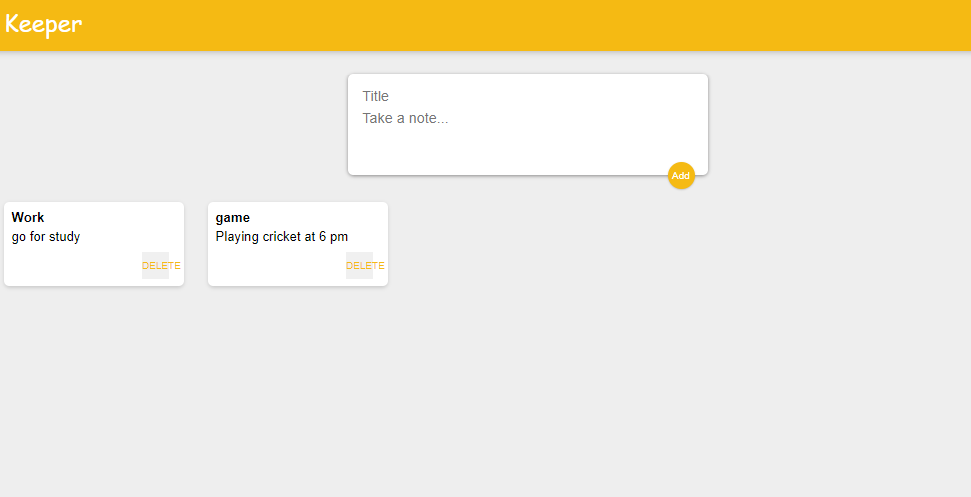 Keeper
Title
Take a note...
Add
Work
go for study
DELETE
game
Playing cricket at 6 pm
DELETE